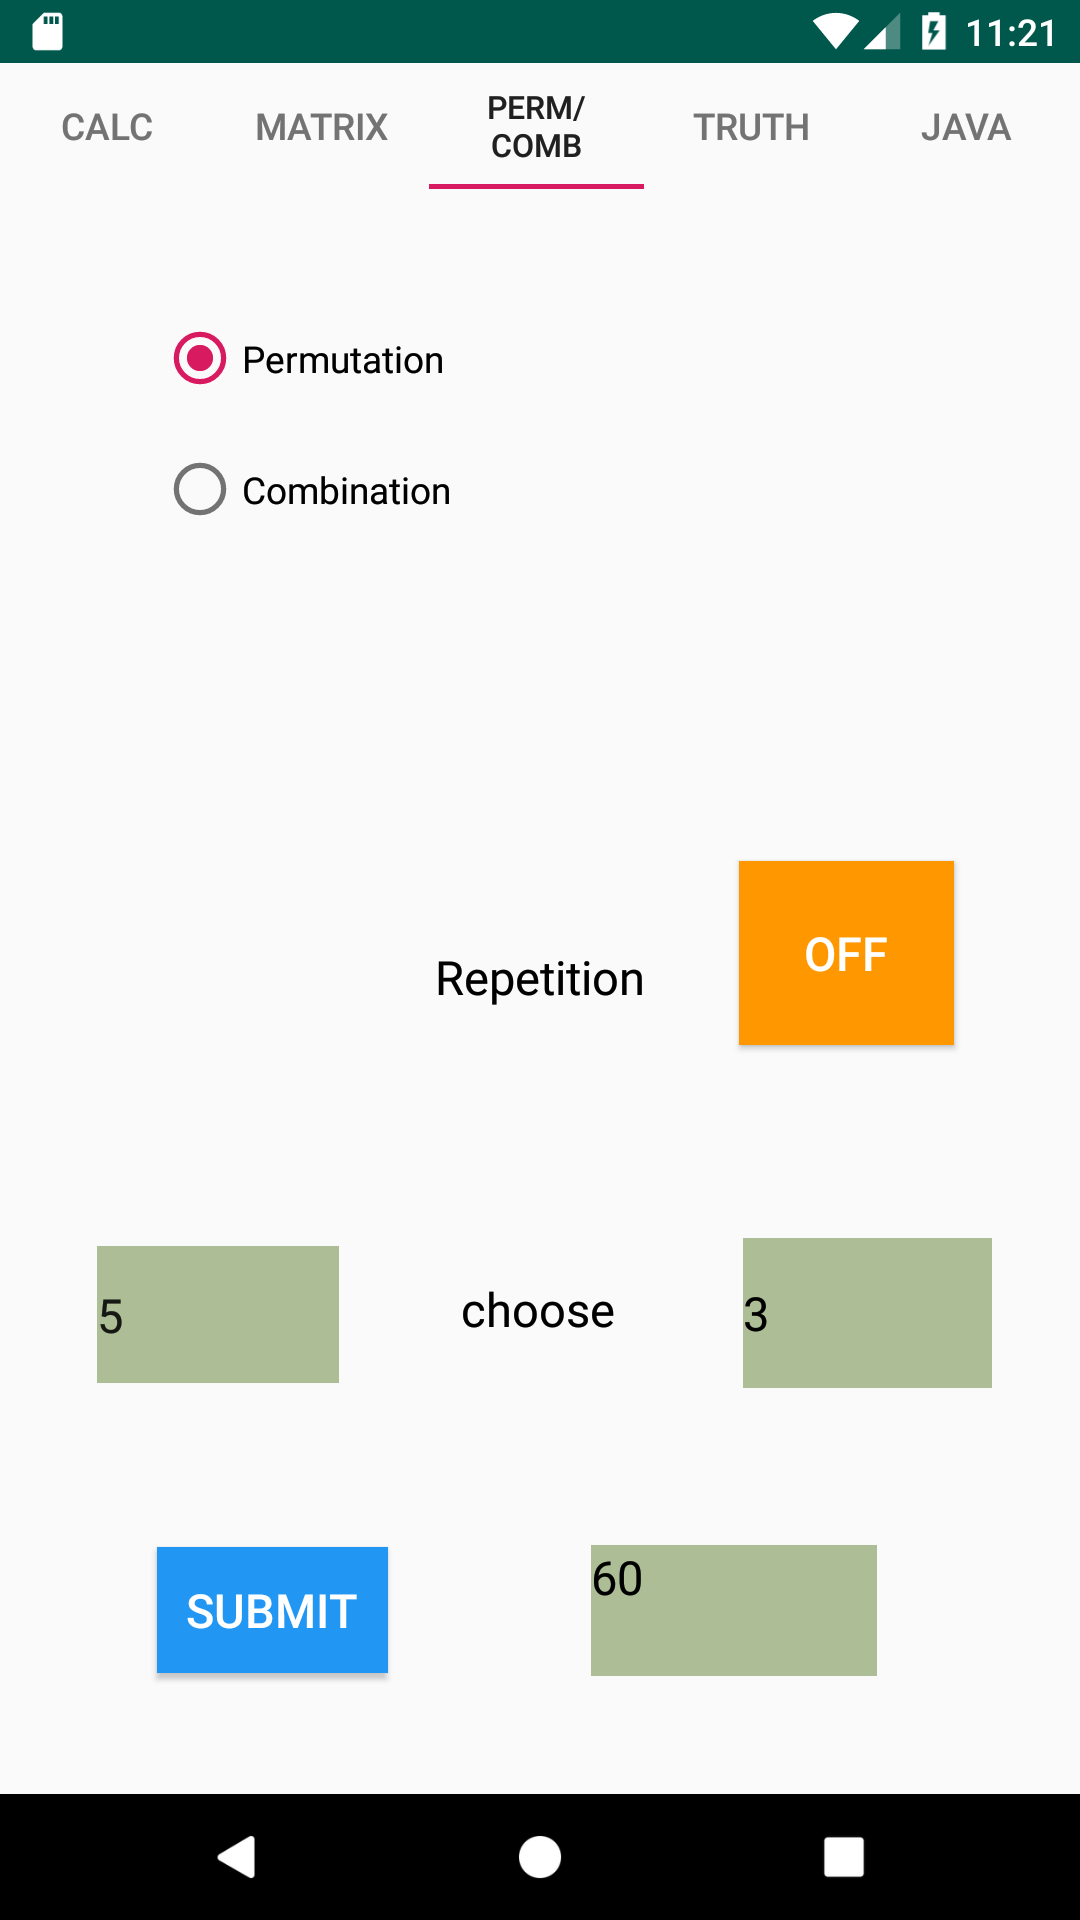 11:21
CALC
MATRIX
PERM/
COMB
TRUTH
JAVA
Permutation
Combination
Repetition
OFF
5
choose
3
SUBMIT
60